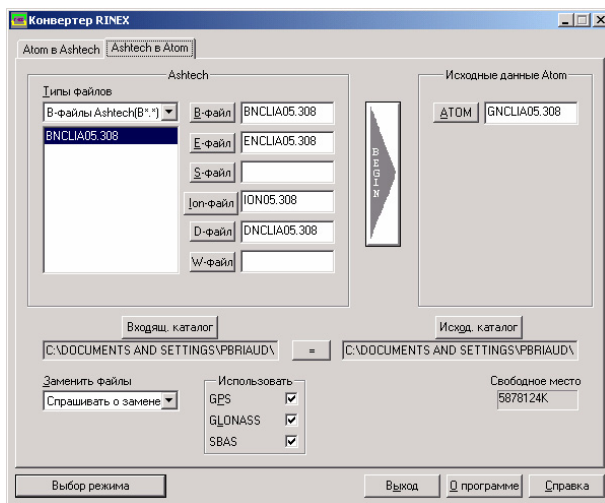 Конвертер RINEX
Atom в Ashtech Ashtech в Atom
Ashtech
Исходные данные Atom
Типы файлов
B-файлы Ashtech(B*.*)
BNCLIA05.308
B-файл BNCLIA05.308
E-файл ENCLIA05.308
S-файл
Ion-файл ION05.308
D-файл DNCLIA05.308
W-файл
BEGIN
ATOM GNCLIA05.308
Входящ. каталог
Исход. каталог
C:\DOCUMENTS AND SETTINGS\PBRIAUD\ = C:\DOCUMENTS AND SETTINGS\PBRIAUD\
Заменить файлы
Спрашивать о замене
Использовать
GPS
GLONASS
SBAS
Свободное место
5878124K
Выбор режима
Выход
О программе
Справка